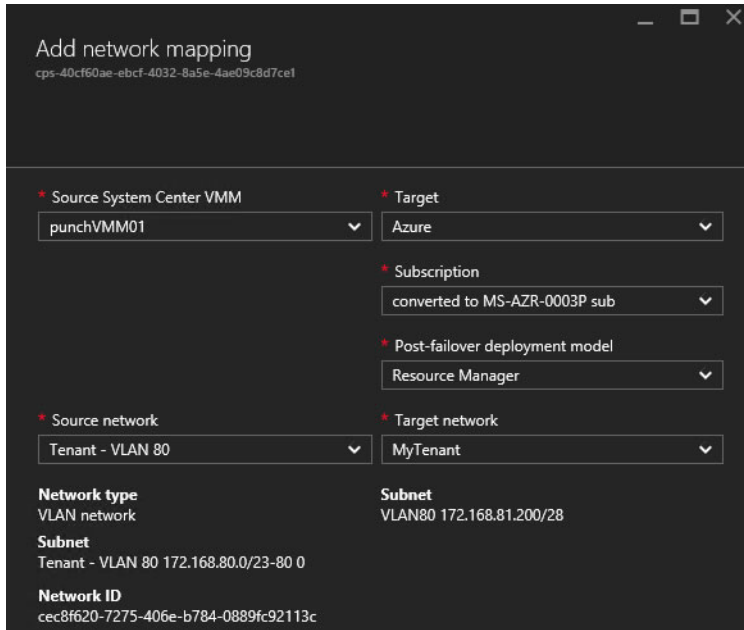 Add network mapping
cps-40cf60ae-ebcf-4032-8a5e-4ae09c8d7ce1
* Source System Center VMM
punchVMM01
* Target
Azure
* Subscription
converted to MS-AZR-0003P sub
* Post-failover deployment model
Resource Manager
* Source network
Tenant - VLAN 80
* Target network
MyTenant
Network type
VLAN network
Subnet
Tenant - VLAN 80 172.168.80.0/23-80 0
Network ID
cec8f620-7275-406e-b784-0889fc92113c
Subnet
VLAN80 172.168.81.200/28